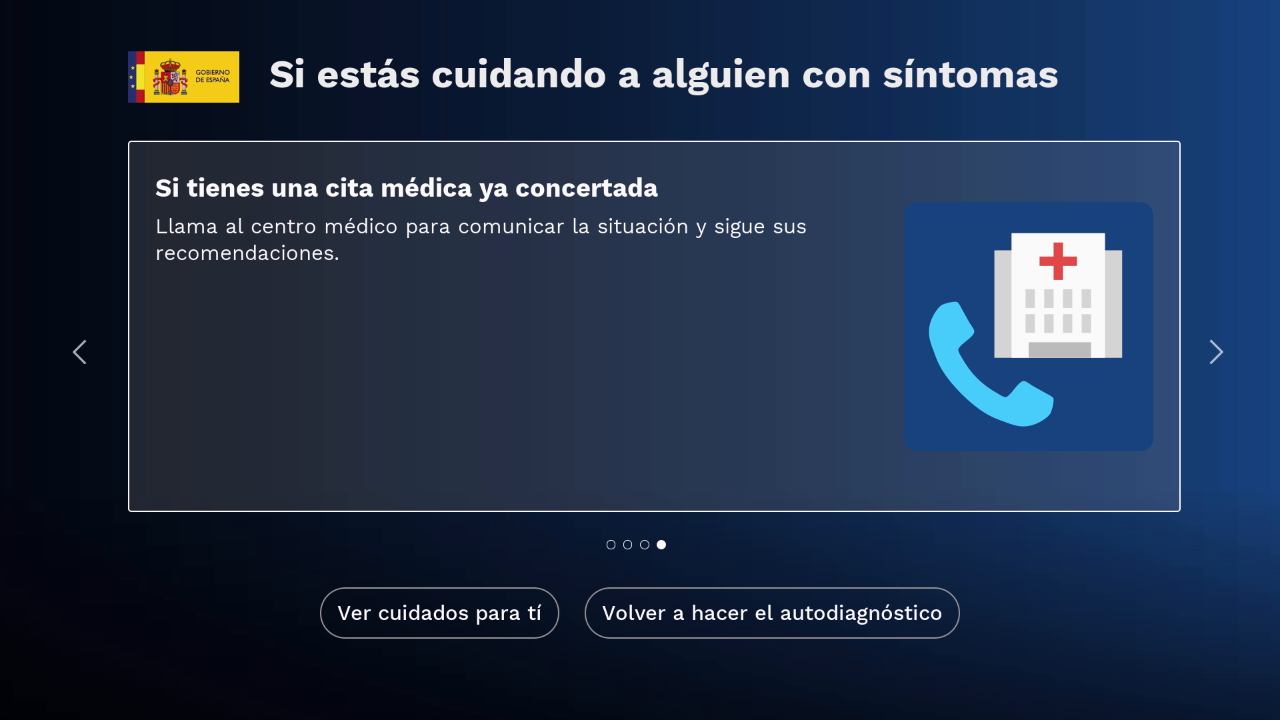 GOBIERNO
DE ESPAÑA
Si estás cuidando a alguien con síntomas
Si tienes una cita médica ya concertada
Llama al centro médico para comunicar la situación y sigue sus
recomendaciones.
Ver cuidados para tí
Volver a hacer el autodiagnóstico